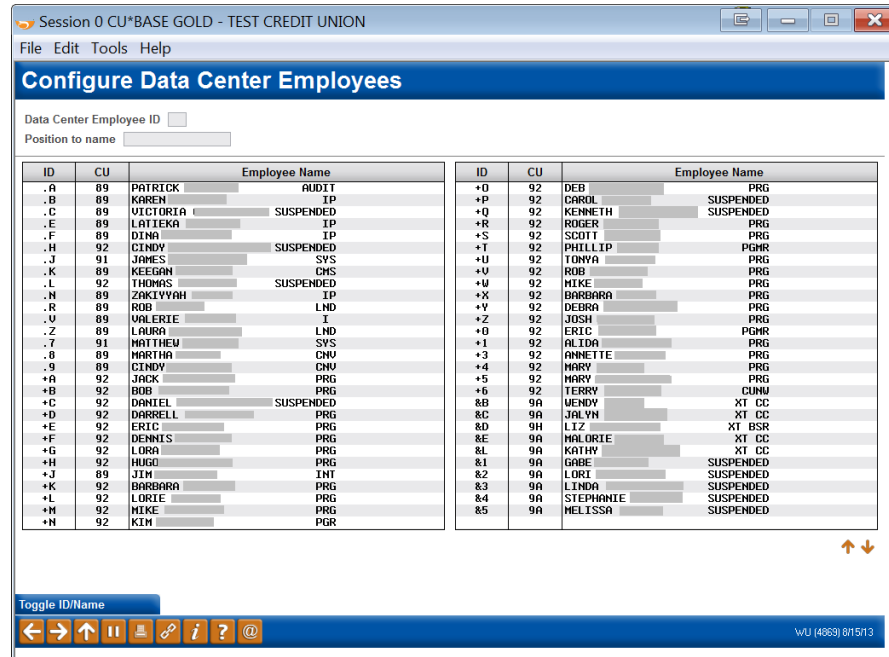 Session 0 CU*BASE GOLD - TEST CREDIT UNION
File Edit Tools Help
Configure Data Center Employees
Data Center Employee ID
Position to name
ID CU Employee Name
.A 89 PATRICK AUDIT
.B 89 KAREN IP
.C 89 VICTORIA SUSPENDED
.E 89 LATIEKA IP
.F 89 DINA IP
.H 92 CINDY SUSPENDED
.J 91 JAMES SYS
.K 89 KEEGAN CMS
.L 92 THOMAS SUSPENDED
.N 89 ZAKIYYAH IP
.R 89 ROB LND
.V 89 VALERIE I
.Z 89 LAURA LND
.7 91 MATTHEW SYS
.8 89 MARTHA CNV
.9 89 CINDY CNV
+A 92 JACK PRG
+B 92 BOB PRG
+C 92 DANIEL SUSPENDED
+D 92 DARRELL PRG
+E 92 ERIC PRG
+F 92 DENNIS PRG
+G 92 LORA PRG
+H 92 HUGO PRG
+J 89 JIM INT
+K 92 BARBARA PRG
+L 92 LORIE PRG
+M 92 MIKE PRG
+N 92 KIM PGR
ID CU Employee Name
+O 92 DEB PRG
+P 92 CAROL SUSPENDED
+Q 92 KENNETH SUSPENDED
+R 92 ROGER PRG
+S 92 SCOTT PRG
+T 92 PHILLIP PGMR
+U 92 TONYA PRG
+V 92 ROB PRG
+W 92 MIKE PRG
+X 92 BARBARA PRG
+Y 92 DEBRA PRG
+Z 92 JOSH PRG
+0 92 ERIC PGMR
+1 92 ALIDA PRG
+3 92 ANNETTE PRG
+4 92 MARY PRG
+5 92 MARY PRG
+6 92 TERRY CUNW
&B 9A WENDY XT CC
&C 9A JALYN XT CC
&D 9H LIZ XT BSR
&E 9A MALORIE XT CC
&L 9A KATHY XT CC
&1 9A GABE SUSPENDED
&2 9A LORI SUSPENDED
&3 9A LINDA SUSPENDED
&4 9A STEPHANIE SUSPENDED
&5 9A MELISSA SUSPENDED
Toggle ID/Name
WU (4869) 8/15/13